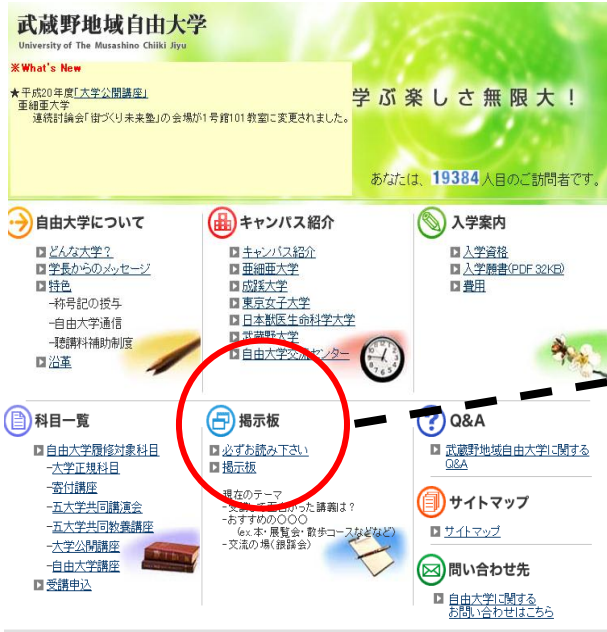 武蔵野地域自由大学
University of The Musashino Chiiki Jiyu
※What's New
★平成20年度「大学公開講座」
亜細亜大学
連続討論会「街づくり未来塾」の会場が1号館101教室に変更されました。
学ぶ楽しさ無限大！
あなたは、19384人目のご訪問者です。
自由大学について
どんな大学？
学長からのメッセージ
特色
-称号記の授与
-自由大学通信
-聴講料補助制度
沿革
キャンパス紹介
キャンパス紹介
亜細亜大学
成蹊大学
東京女子大学
日本獣医生命科学大学
武蔵野大学
自由大学交流センター
入学案内
入学資格
入学願書(PDF 32KB)
費用
科目一覧
自由大学履修対象科目
-大学正規科目
-寄付講座
-五大学共同講演会
-五大学共同教養講座
-大学公開講座
-自由大学講座
受講申込
掲示板
必ずお読み下さい
掲示板
現在のテーマ
-受講して面白かった講義は？
-おすすめの〇〇〇
(ex.本・展覧会・散歩コースなどなど)
-交流の場(雑談会)
Q&A
武蔵野地域自由大学に関する
Q&A
サイトマップ
サイトマップ
問い合わせ先
自由大学に関する
お問い合わせはこちら